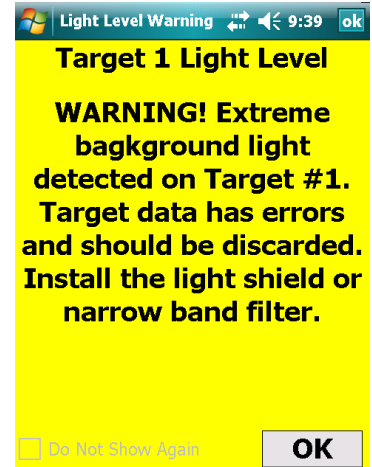 Light Level Warning 9:39 ok
Target 1 Light Level
WARNING! Extreme
bagkground light
detected on Target #1.
Target data has errors
and should be discarded.
Install the light shield or
narrow band filter.
Do Not Show Again OK